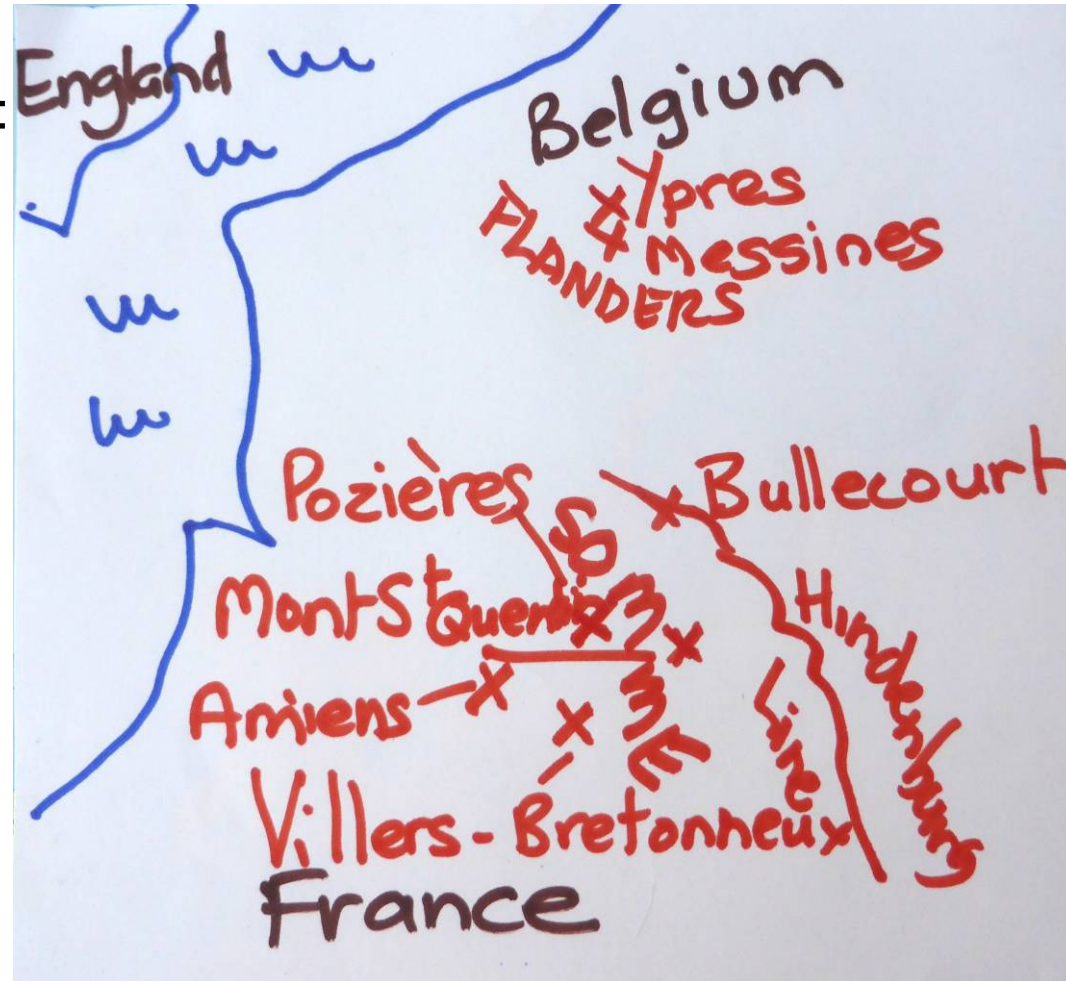 England
Belgium
Ypres
Messines
FLANDERS
Pozières
Bullecourt
SOMME
Mont St Quentin
Hindenburg
Line
Amiens
Villers-Bretonneux
France